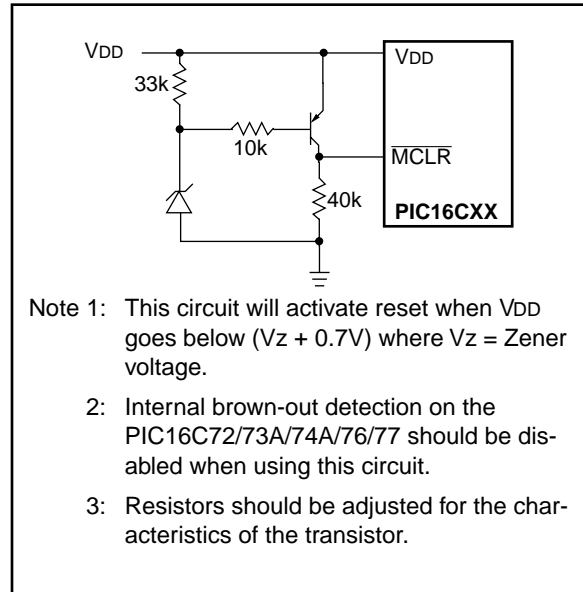 VDD
VDD
33k
10k
MCLR
40k
PIC16CXX
Note 1: This circuit will activate reset when VDD
goes below (Vz + 0.7V) where Vz = Zener
voltage.
2: Internal brown-out detection on the
PIC16C72/73A/74A/76/77 should be dis-
abled when using this circuit.
3: Resistors should be adjusted for the char-
acteristics of the transistor.